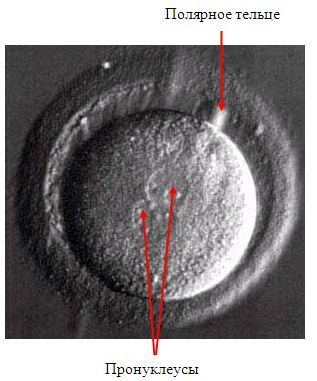 Полярное тельце
Пронуклеусы